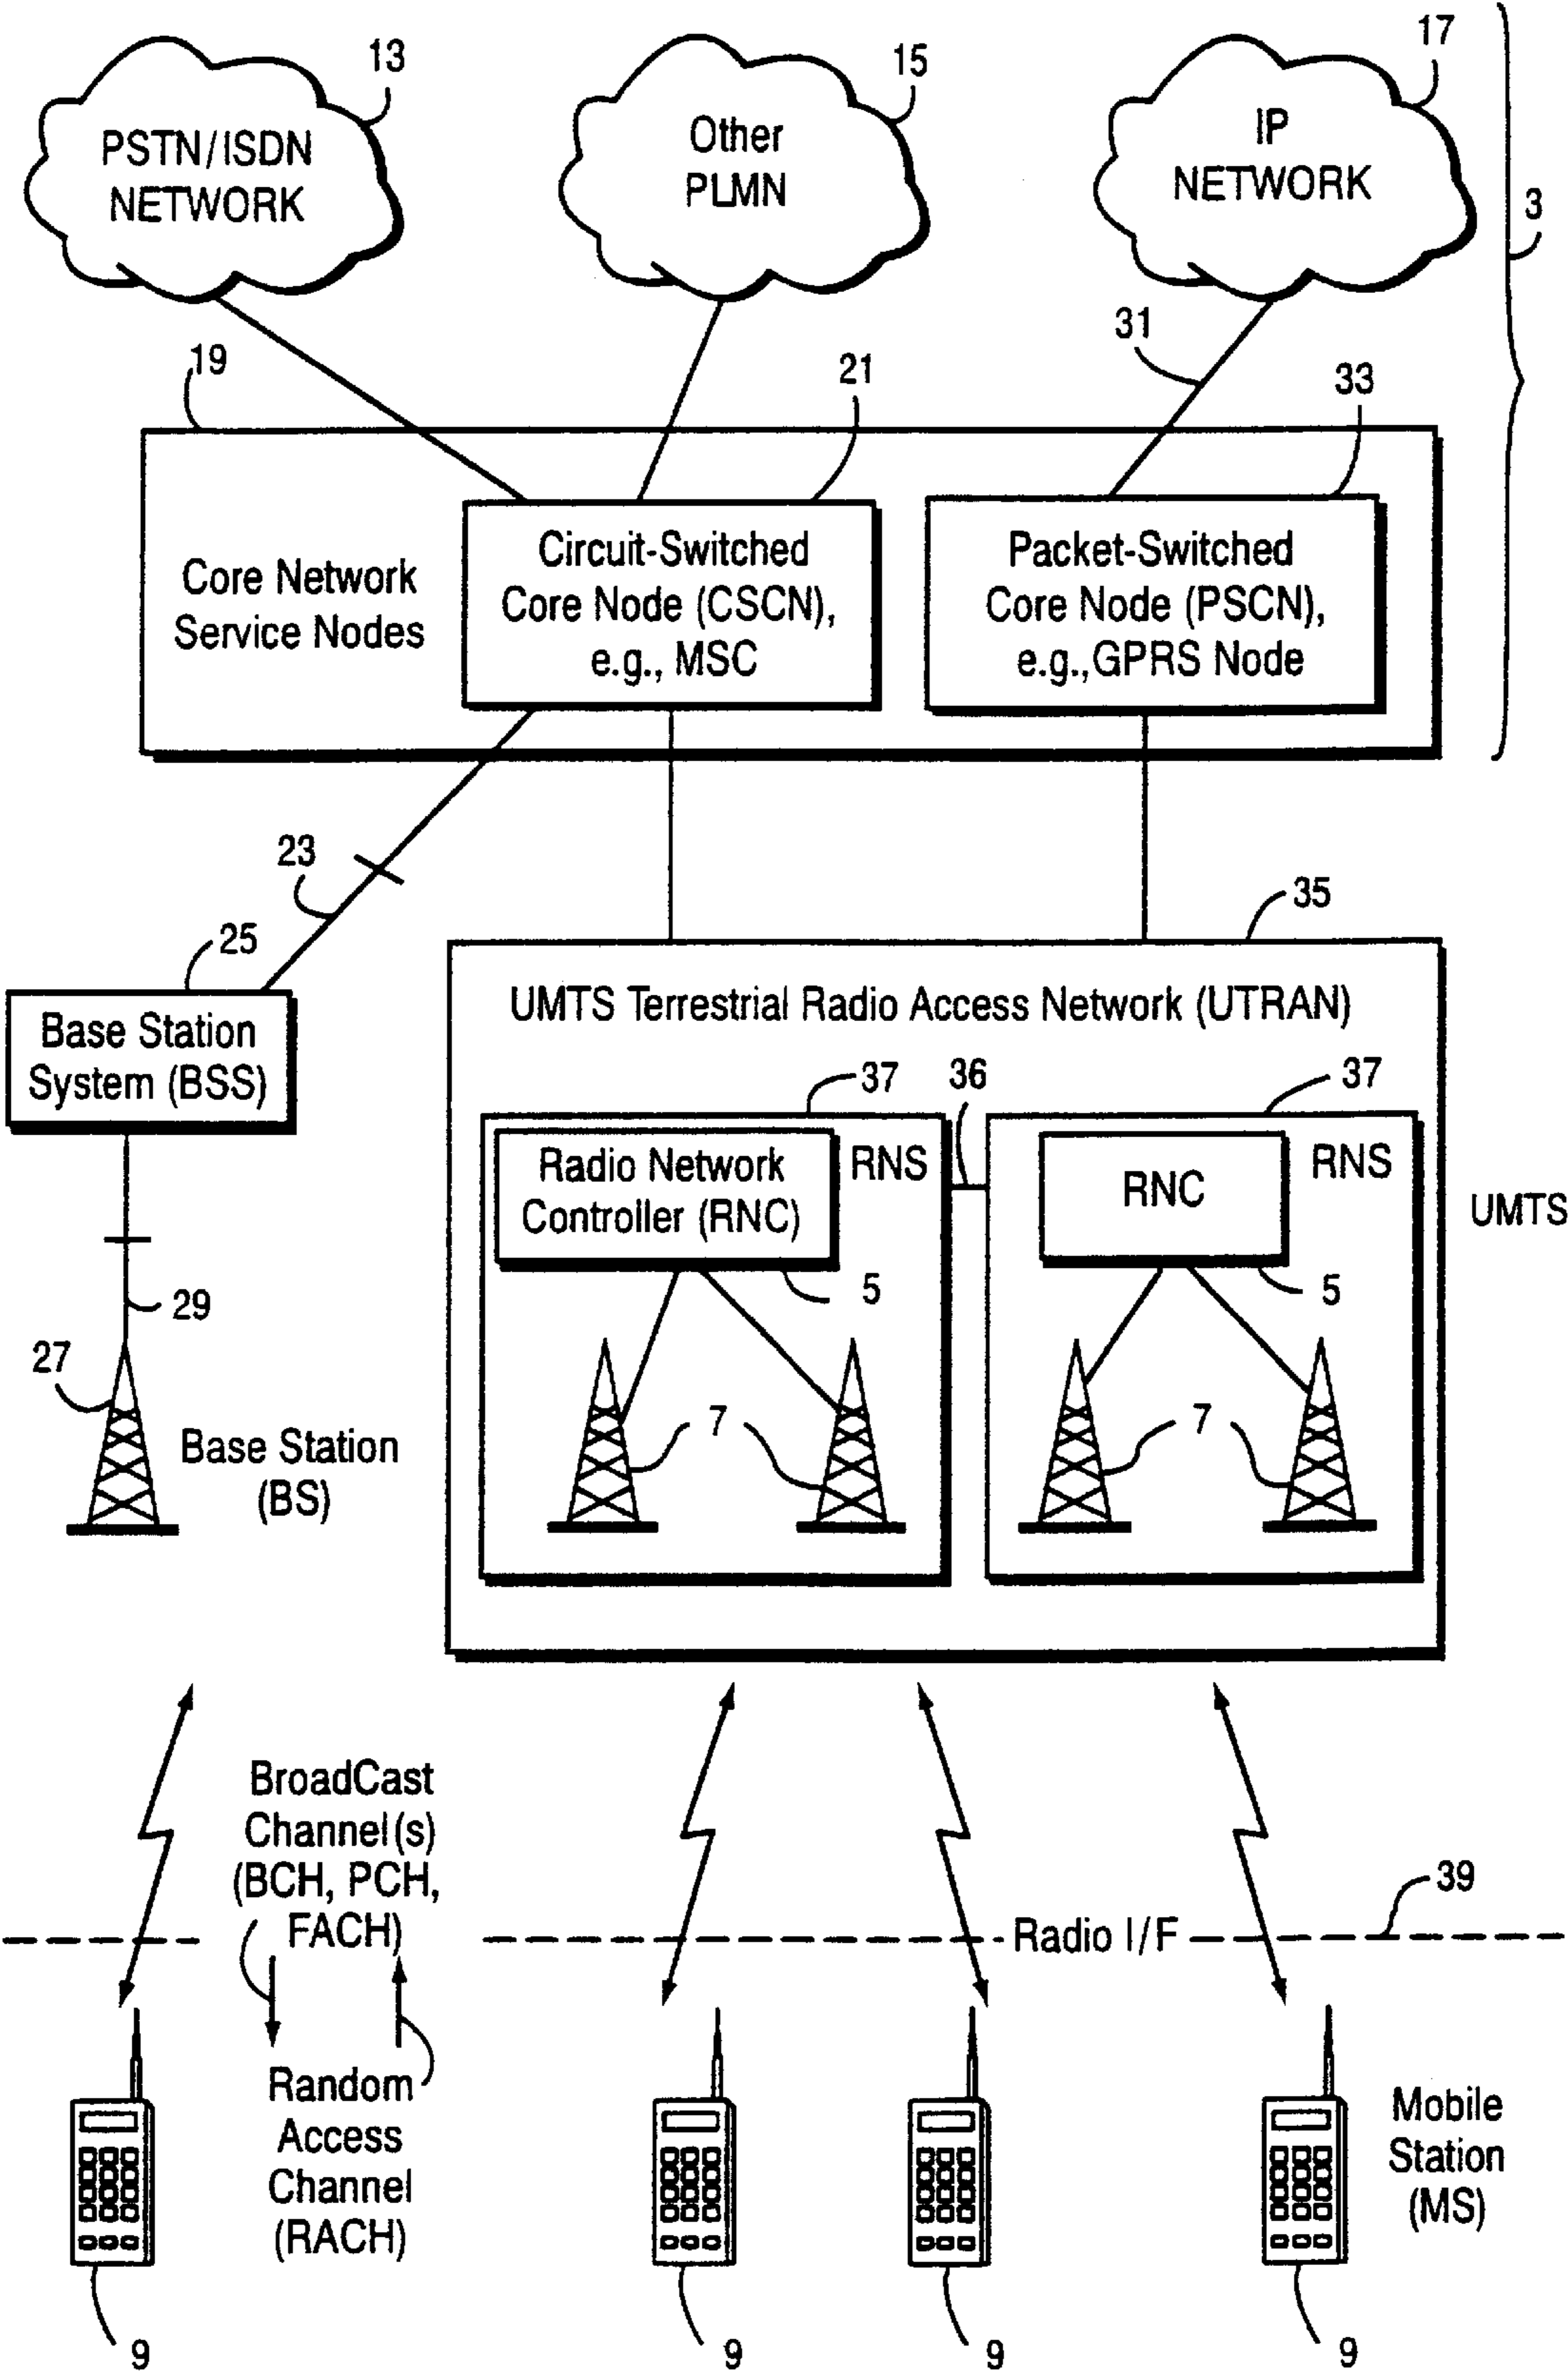 13
15
17
PSTN/ISDN
NETWORK
Other
PLMN
IP
NETWORK
3
31
19
21
33
Core Network
Service Nodes
Circuit-Switched
Core Node (CSCN),
e.g., MSC
Packet-Switched
Core Node (PSCN),
e.g.,GPRS Node
23
25
35
Base Station
System (BSS)
UMTS Terrestrial Radio Access Network (UTRAN)
37
36
37
Radio Network
Controller (RNC)
RNS
RNC
RNS
UMTS
5
5
29
27
7
7
Base Station
(BS)
BroadCast
Channel(s)
(BCH, PCH,
FACH)
39
Radio I/F
Random
Access
Channel
(RACH)
Mobile
Station
(MS)
9
9
9
9